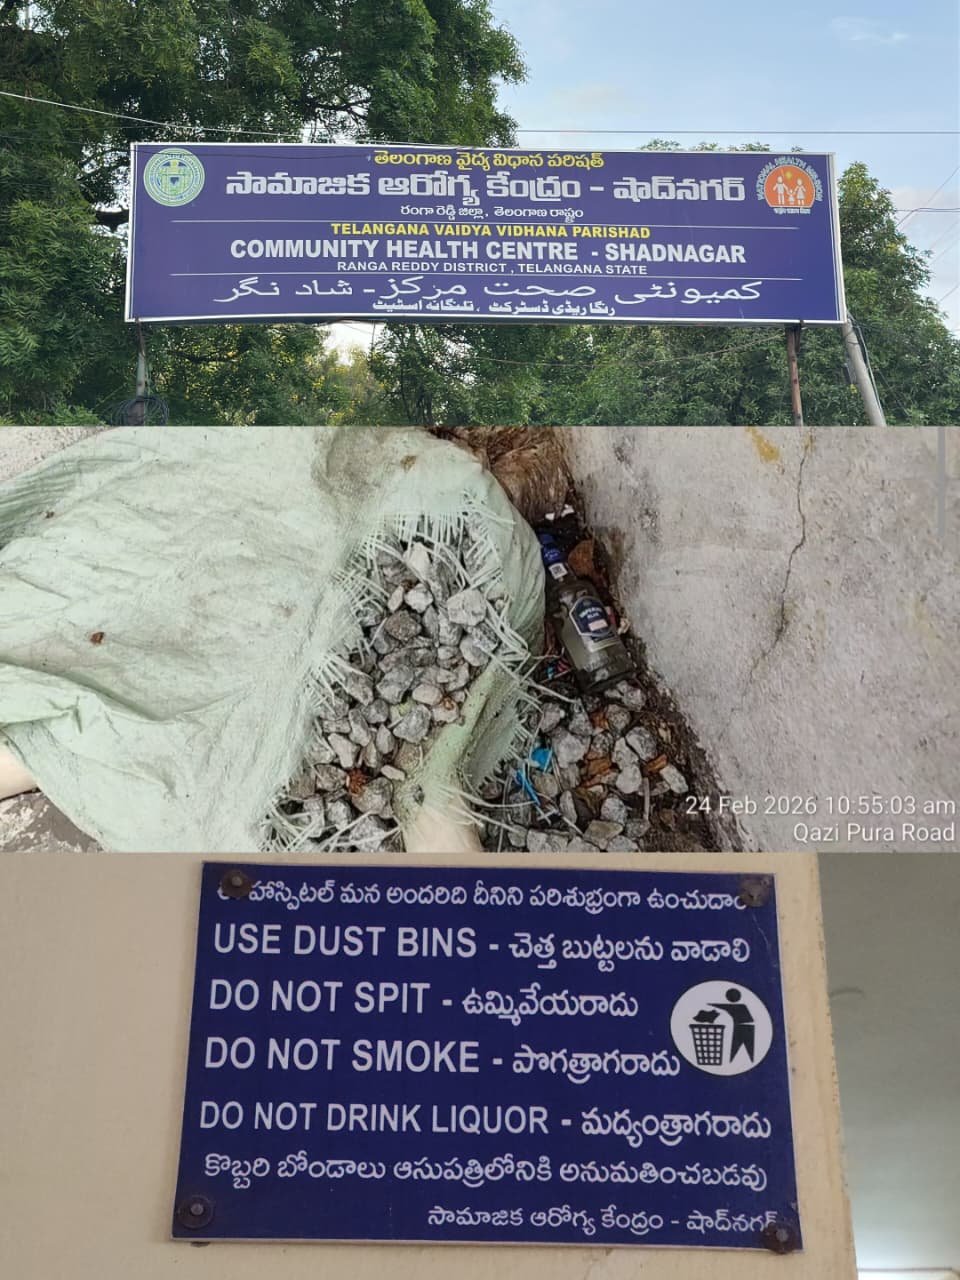 తెలంగాణ వైద్య విధాన పరిషత్
సామాజిక ఆరోగ్య కేంద్రం - షాద్‌నగర్
రంగా రెడ్డి జిల్లా, తెలంగాణ రాష్ట్రం
TELANGANA VAIDYA VIDHANA PARISHAD
COMMUNITY HEALTH CENTRE - SHADNAGAR
RANGA REDDY DISTRICT, TELANGANA STATE
کمیونٹی صحت مرکز - شاد نگر
رنگاریڈی ڈسٹرکٹ ، تلنگانہ اسٹیٹ
NATIONAL HEALTH MISSION
24 Feb 2026 10:55:03 am
Qazi Pura Road
హాస్పిటల్ మన అందరిది దీనిని పరిశుభ్రంగా ఉంచుదాం
USE DUST BINS - చెత్త బుట్టలను వాడాలి
DO NOT SPIT - ఉమ్మివేయరాదు
DO NOT SMOKE - పొగత్రాగరాదు
DO NOT DRINK LIQUOR - మద్యంత్రాగరాదు
కొబ్బరి బోండాలు ఆసుపత్రిలోనికి అనుమతించబడవు
సామాజిక ఆరోగ్య కేంద్రం - షాద్‌నగర్